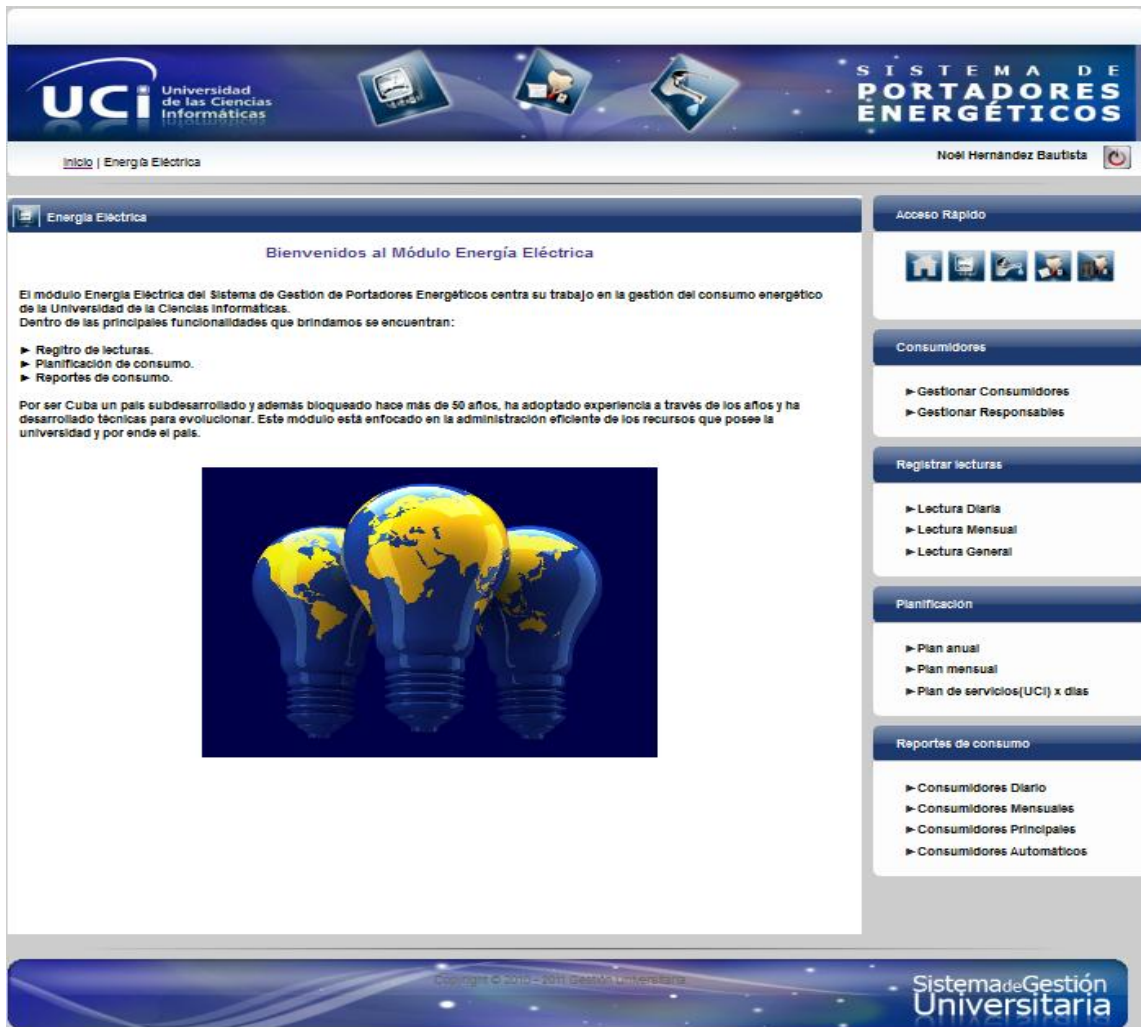 UCi Universidad
de las Ciencias
Informáticas
SISTEMA DE
PORTADORES
ENERGÉTICOS
Inicio | Energía Eléctrica
Noél Hernández Bautista
Energía Eléctrica
Bienvenidos al Módulo Energía Eléctrica
El módulo Energía Eléctrica del Sistema de Gestión de Portadores Energéticos centra su trabajo en la gestión del consumo energético
de la Universidad de la Ciencias Informáticas.
Dentro de las principales funcionalidades que brindamos se encuentran:
► Regitro de lecturas.
► Planificación de consumo.
► Reportes de consumo.
Por ser Cuba un país subdesarrollado y además bloqueado hace más de 50 años, ha adoptado experiencia a través de los años y ha
desarrollado técnicas para evolucionar. Este módulo está enfocado en la administración eficiente de los recursos que posee la
universidad y por ende el país.
Acceso Rápido
Consumidores
► Gestionar Consumidores
► Gestionar Responsables
Registrar lecturas
► Lectura Diaria
► Lectura Mensual
► Lectura General
Planificación
► Plan anual
► Plan mensual
► Plan de servicios(UCI) x días
Reportes de consumo
► Consumidores Diario
► Consumidores Mensuales
► Consumidores Principales
► Consumidores Automáticos
Copyright © 2010 - 2011 Gestión Universitaria
Sistema de Gestión
Universitaria